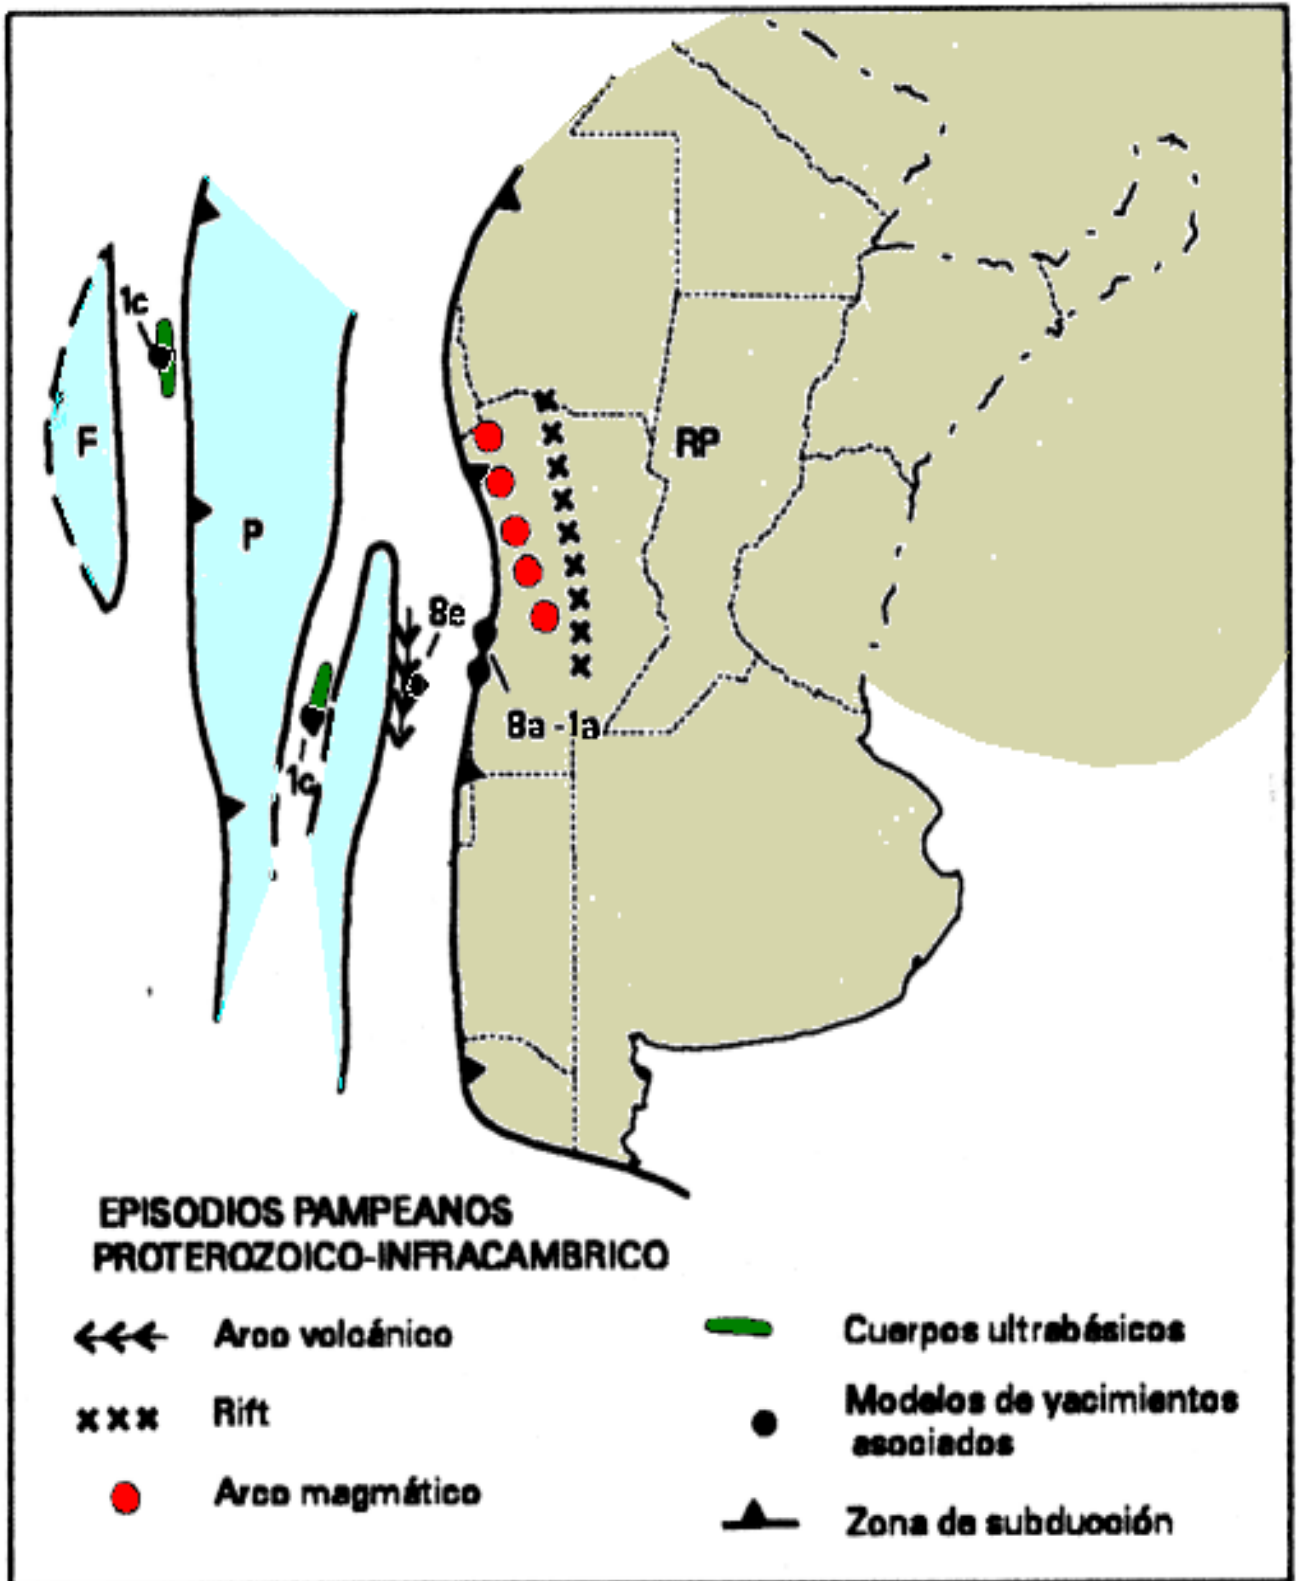 1c
F
P
RP
8e
8a-1a
1c
EPISODIOS PAMPEANOS
PROTEROZOICO-INFRACAMBRICO
Arco volcánico
Rift
Arco magmático
Cuerpos ultrabásicos
Modelos de yacimientos
asociados
Zona de subducción